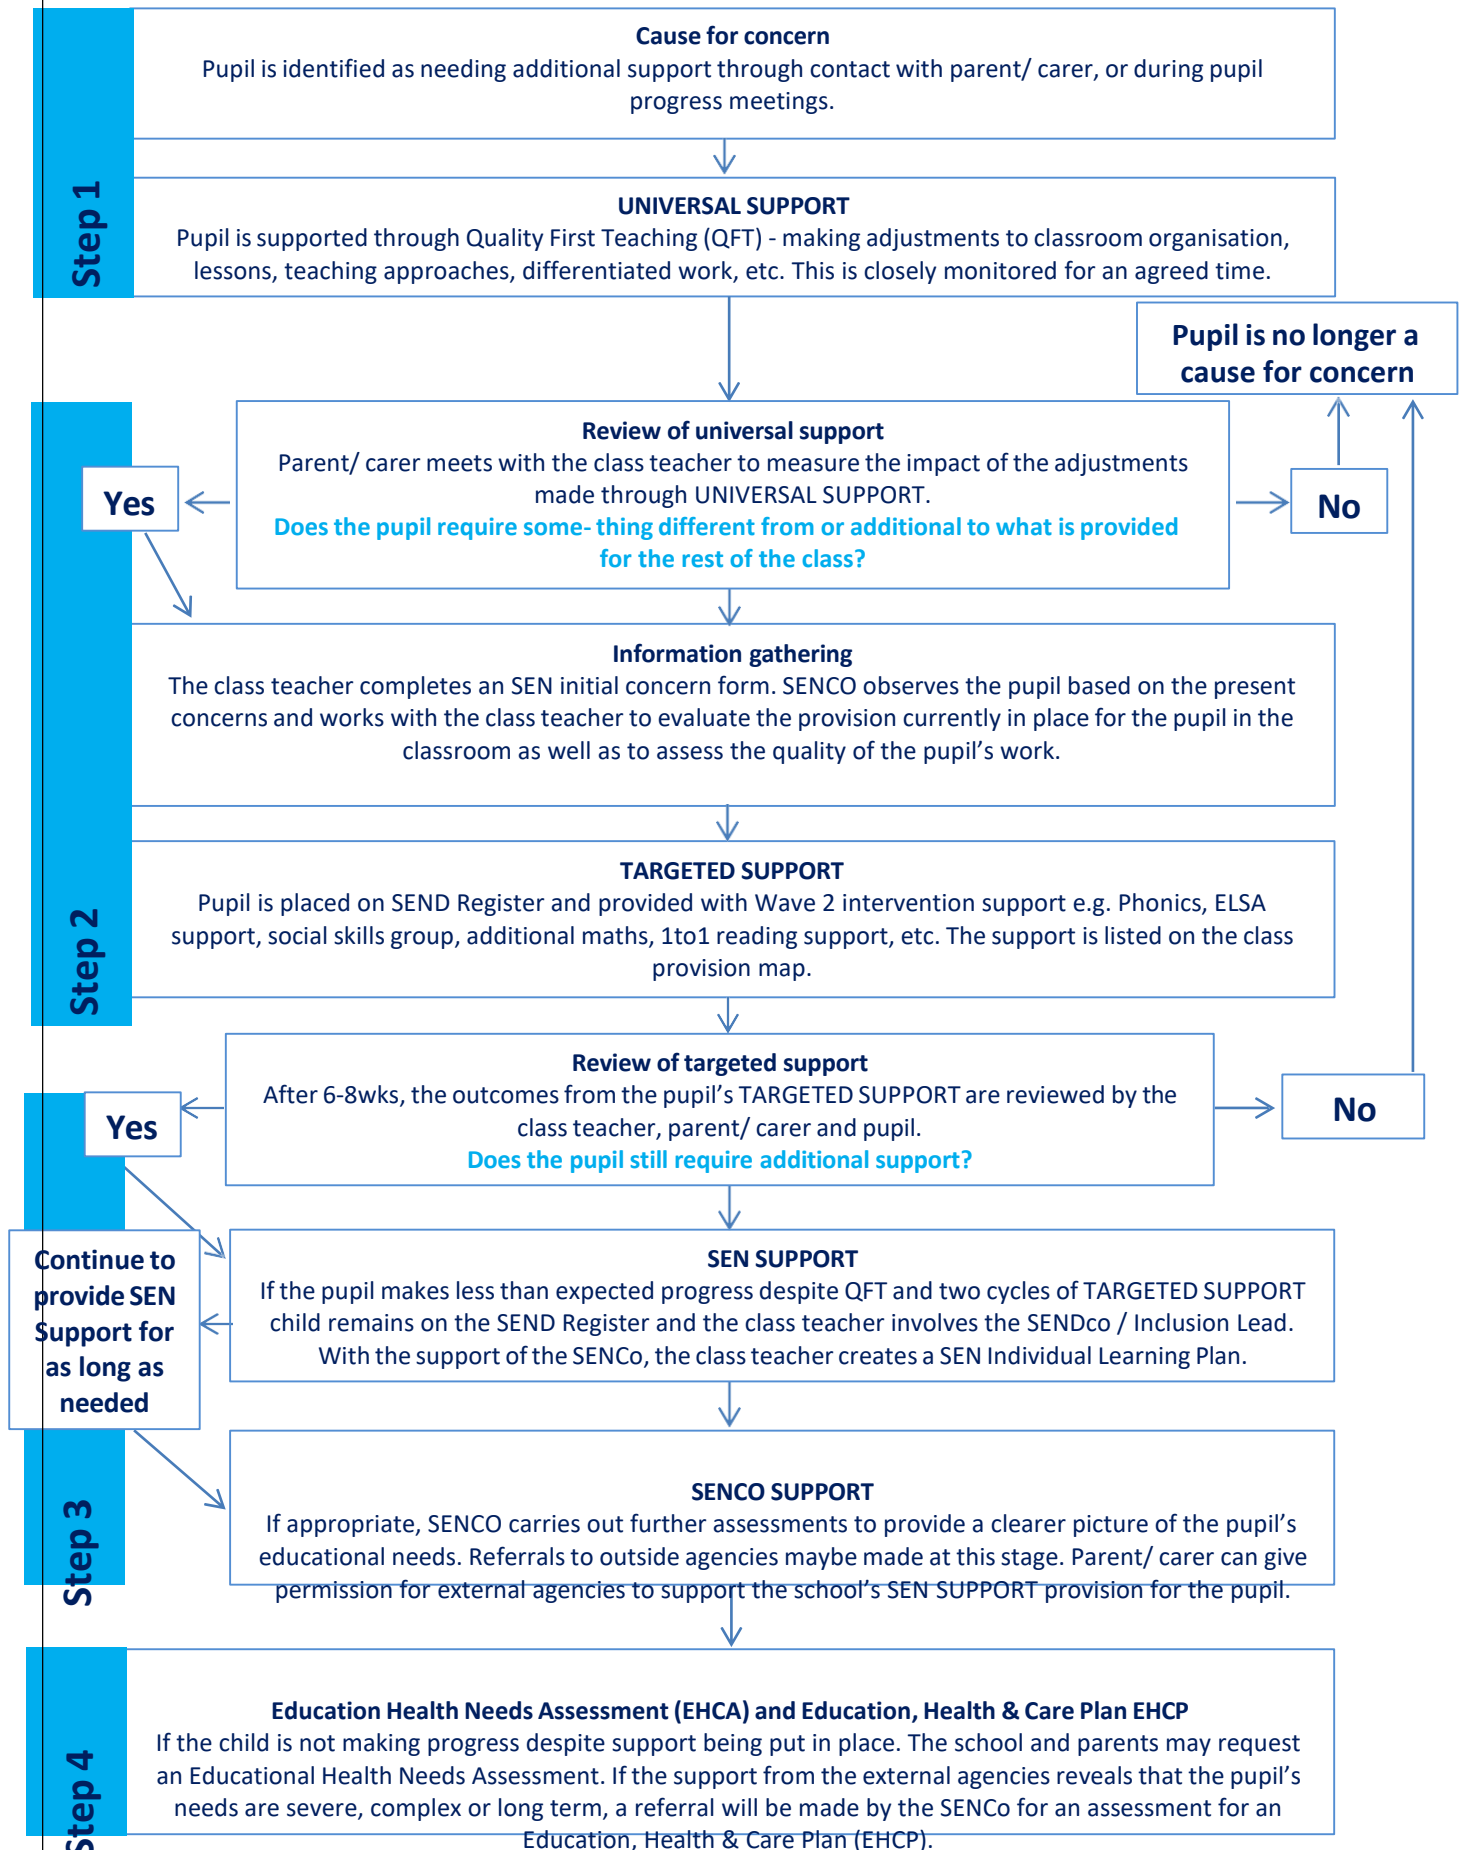 Step 1
Cause for concern
Pupil is identified as needing additional support through contact with parent/ carer, or during pupil
progress meetings.
UNIVERSAL SUPPORT
Pupil is supported through Quality First Teaching (QFT) - making adjustments to classroom organisation,
lessons, teaching approaches, differentiated work, etc. This is closely monitored for an agreed time.
Pupil is no longer a
cause for concern
Step 2
Review of universal support
Parent/ carer meets with the class teacher to measure the impact of the adjustments
made through UNIVERSAL SUPPORT.
Does the pupil require some- thing different from or additional to what is provided
for the rest of the class?
Yes
No
Information gathering
The class teacher completes an SEN initial concern form. SENCO observes the pupil based on the present
concerns and works with the class teacher to evaluate the provision currently in place for the pupil in the
classroom as well as to assess the quality of the pupil’s work.
TARGETED SUPPORT
Pupil is placed on SEND Register and provided with Wave 2 intervention support e.g. Phonics, ELSA
support, social skills group, additional maths, 1to1 reading support, etc. The support is listed on the class
provision map.
Review of targeted support
After 6-8wks, the outcomes from the pupil’s TARGETED SUPPORT are reviewed by the
class teacher, parent/ carer and pupil.
Does the pupil still require additional support?
Yes
No
Step 3
Continue to
provide SEN
Support for
as long as
needed
SEN SUPPORT
If the pupil makes less than expected progress despite QFT and two cycles of TARGETED SUPPORT
child remains on the SEND Register and the class teacher involves the SENDco / Inclusion Lead.
With the support of the SENCo, the class teacher creates a SEN Individual Learning Plan.
SENCO SUPPORT
If appropriate, SENCO carries out further assessments to provide a clearer picture of the pupil’s
educational needs. Referrals to outside agencies maybe made at this stage. Parent/ carer can give
permission for external agencies to support the school’s SEN SUPPORT provision for the pupil.
Step 4
Education Health Needs Assessment (EHCA) and Education, Health & Care Plan EHCP
If the child is not making progress despite support being put in place. The school and parents may request
an Educational Health Needs Assessment. If the support from the external agencies reveals that the pupil’s
needs are severe, complex or long term, a referral will be made by the SENCo for an assessment for an
Education, Health & Care Plan (EHCP).